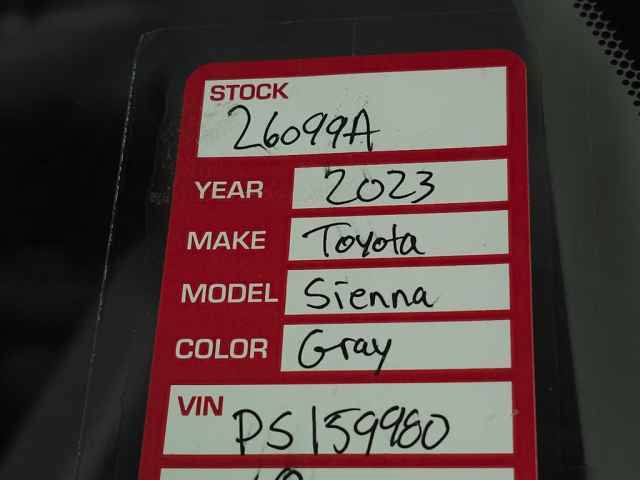 STOCK
26099A
YEAR 2023
MAKE Toyota
MODEL Sienna
COLOR Gray
VIN PS159980